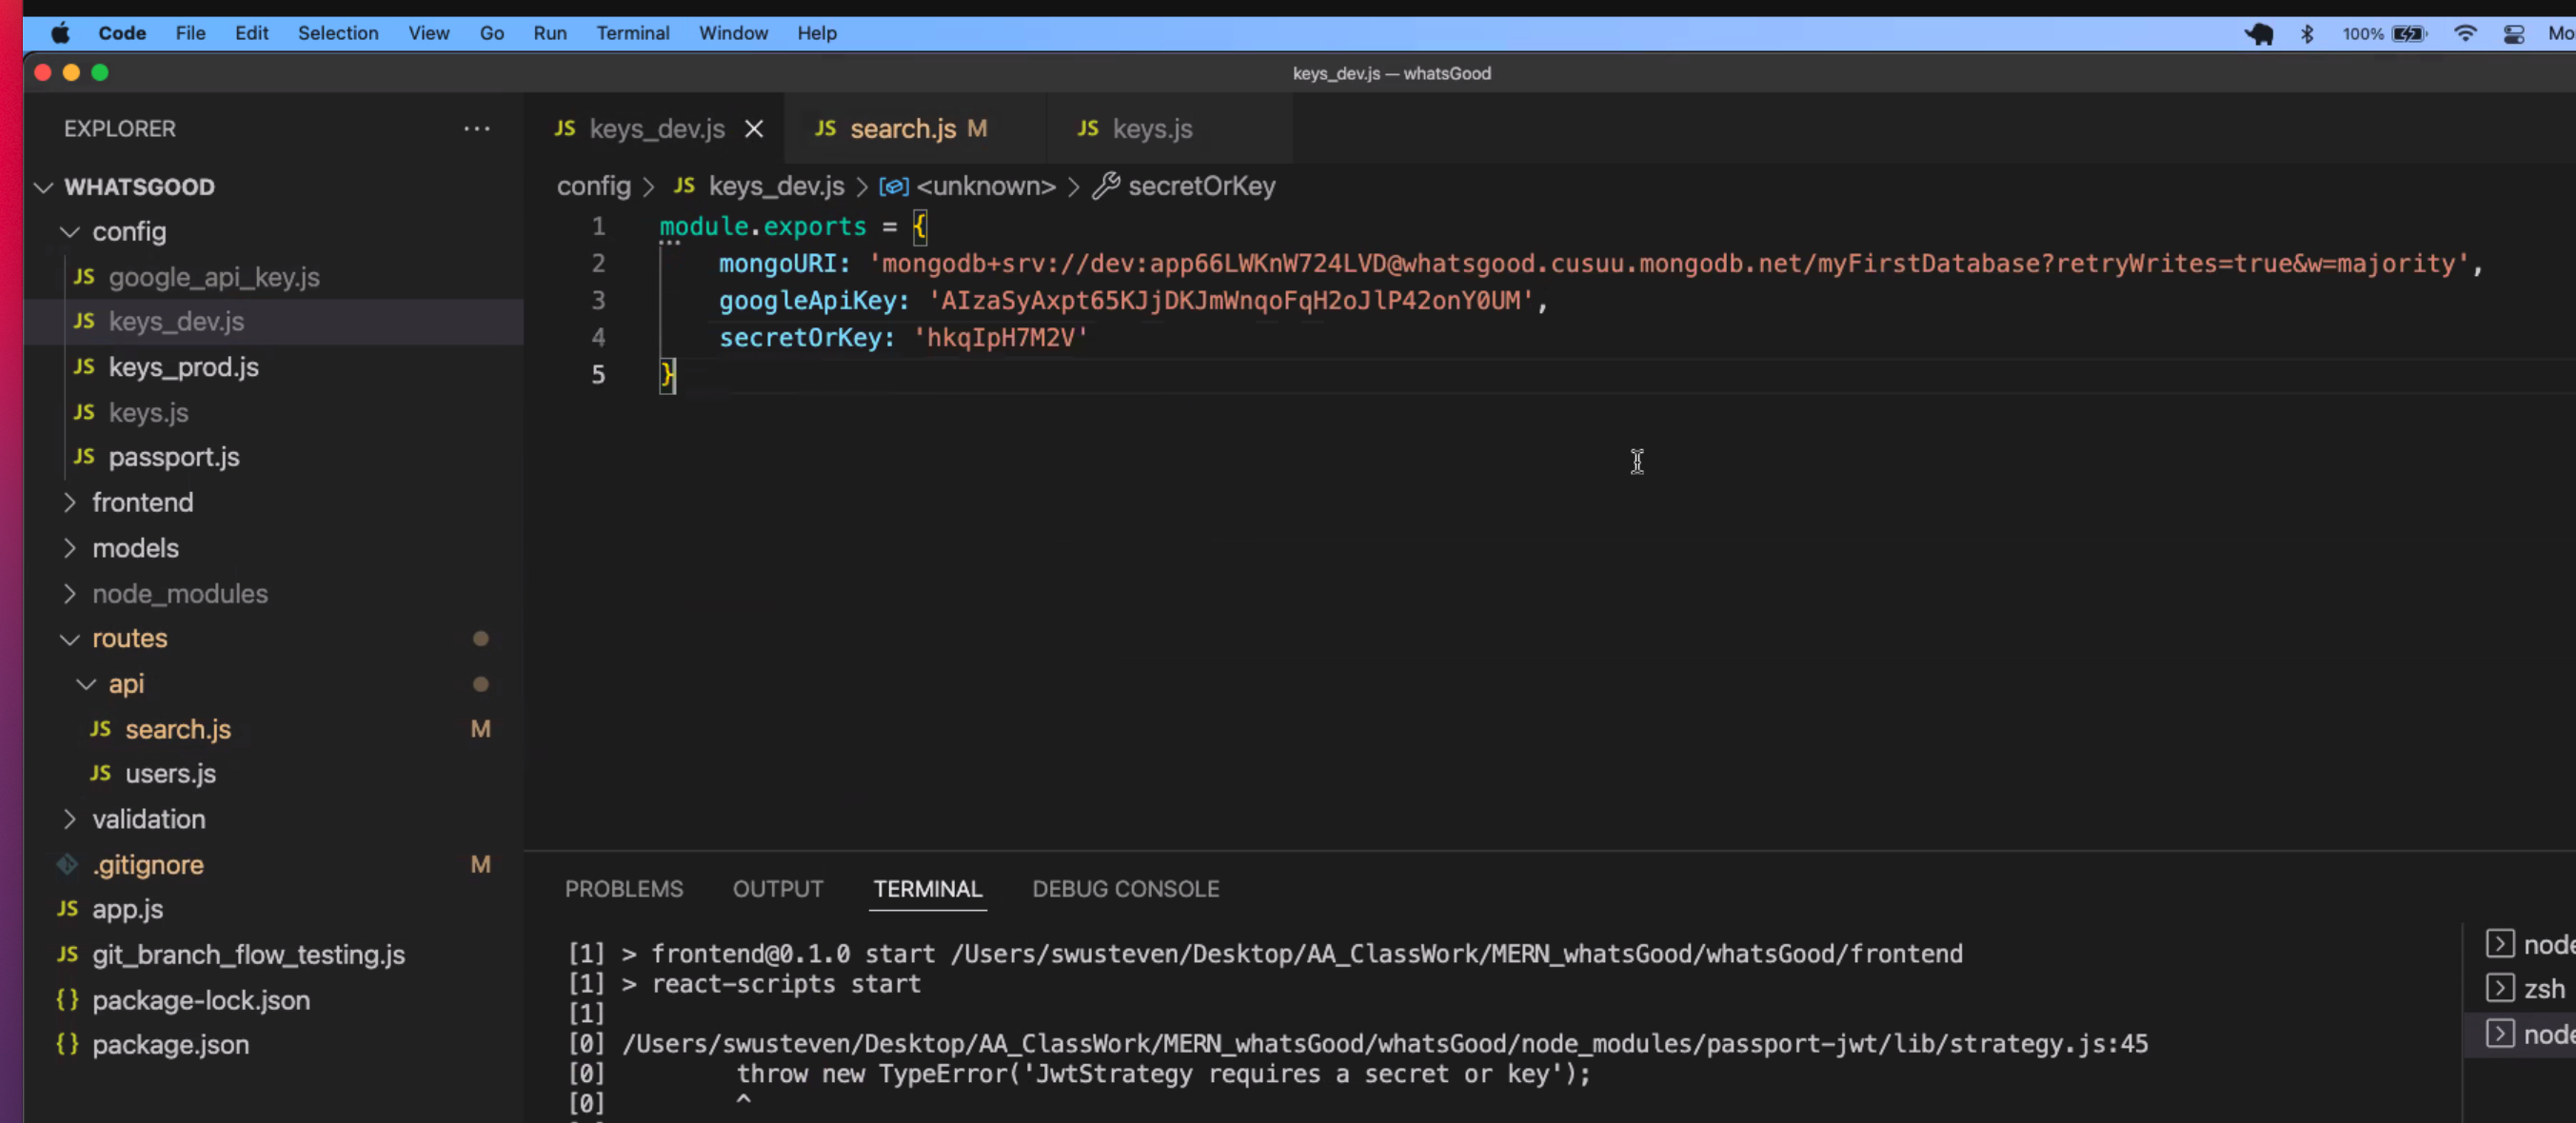 Code File Edit Selection View Go Run Terminal Window Help 100% Mo
keys_dev.js — whatsGood
EXPLORER ...
JS keys_dev.js JS search.js M JS keys.js
WHATSGOOD
config > JS keys_dev.js > <unknown> > secretOrKey
config
JS google_api_key.js
JS keys_dev.js
JS keys_prod.js
JS keys.js
JS passport.js
frontend
models
node_modules
routes
api
JS search.js M
JS users.js
validation
.gitignore M
JS app.js
JS git_branch_flow_testing.js
{} package-lock.json
{} package.json
1 module.exports = {
2 mongoURI: 'mongodb+srv://dev:app66LWKnW724LVD@whatsgood.cusuu.mongodb.net/myFirstDatabase?retryWrites=true&w=majority',
3 googleApiKey: 'AIzaSyAxpt65KJjDKJmWnqoFqH2oJlP42onY0UM',
4 secretOrKey: 'hkqIpH7M2V'
5 }
PROBLEMS OUTPUT TERMINAL DEBUG CONSOLE
[1] > frontend@0.1.0 start /Users/swusteven/Desktop/AA_ClassWork/MERN_whatsGood/whatsGood/frontend
[1] > react-scripts start
[1]
[0] /Users/swusteven/Desktop/AA_ClassWork/MERN_whatsGood/whatsGood/node_modules/passport-jwt/lib/strategy.js:45
[0] throw new TypeError('JwtStrategy requires a secret or key');
[0] ^
node
zsh
node